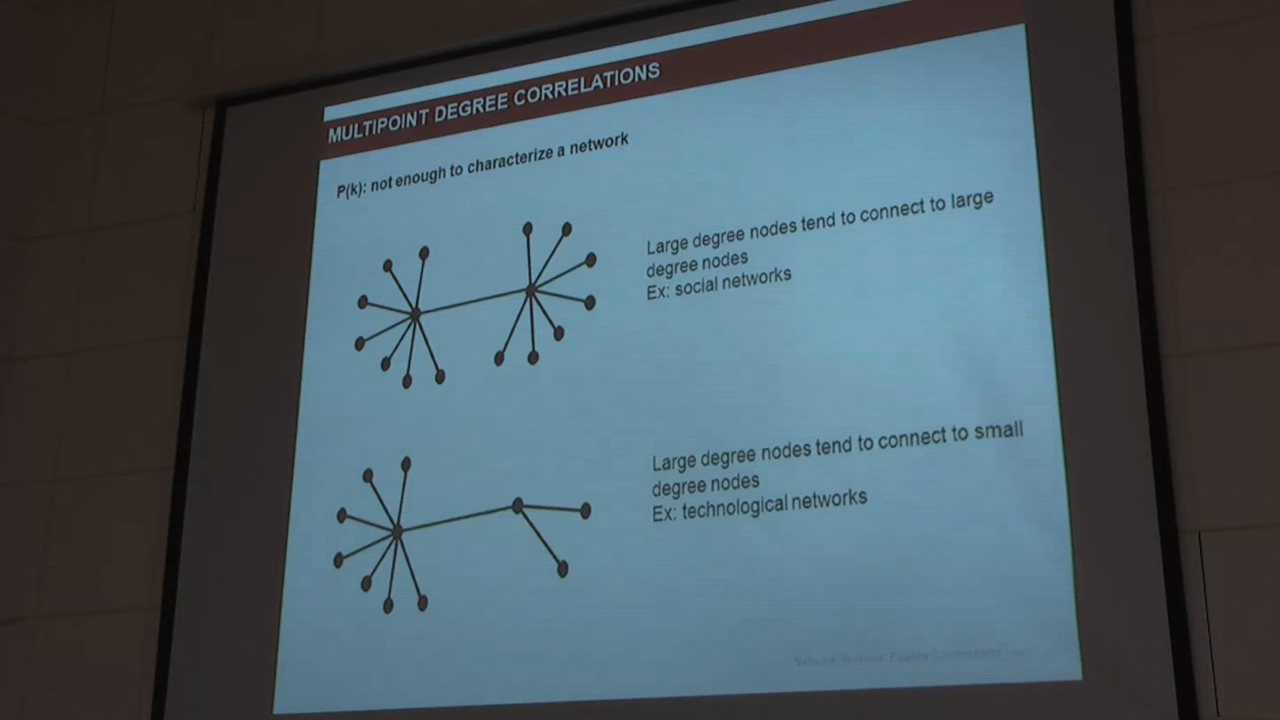 MULTIPOINT DEGREE CORRELATIONS
P(k): not enough to characterize a network
Large degree nodes tend to connect to large
degree nodes
Ex: social networks
Large degree nodes tend to connect to small
degree nodes
Ex: technological networks